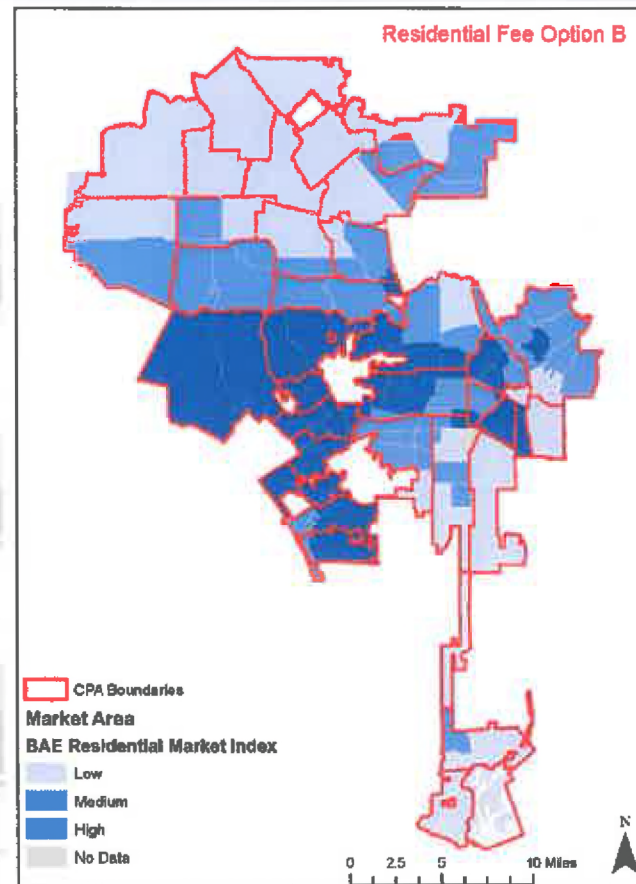 Residential Fee Option B
CPA Boundaries
Market Area
BAE Residential Market Index
Low
Medium
High
No Data
0 2.5 5 10 Miles
N